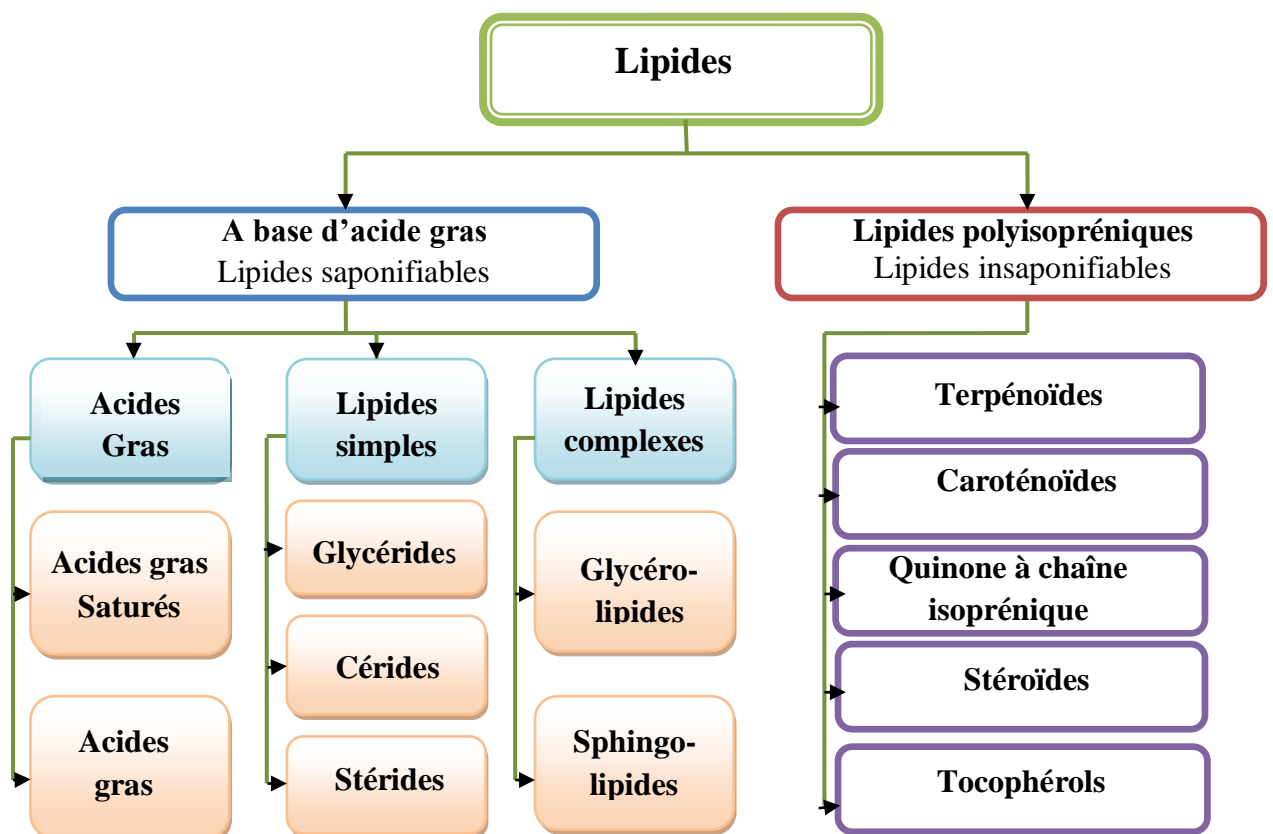 Lipides
A base d’acide gras
Lipides saponifiables
Lipides polyisopréniques
Lipides insaponifiables
Acides
Gras
Acides gras
Saturés
Acides
gras
Lipides
simples
Glycérides
Cérides
Stérides
Lipides
complexes
Glycéro-
lipides
Sphingo-
lipides
Terpénoïdes
Caroténoïdes
Quinone à chaîne
isoprénique
Stéroïdes
Tocophérols